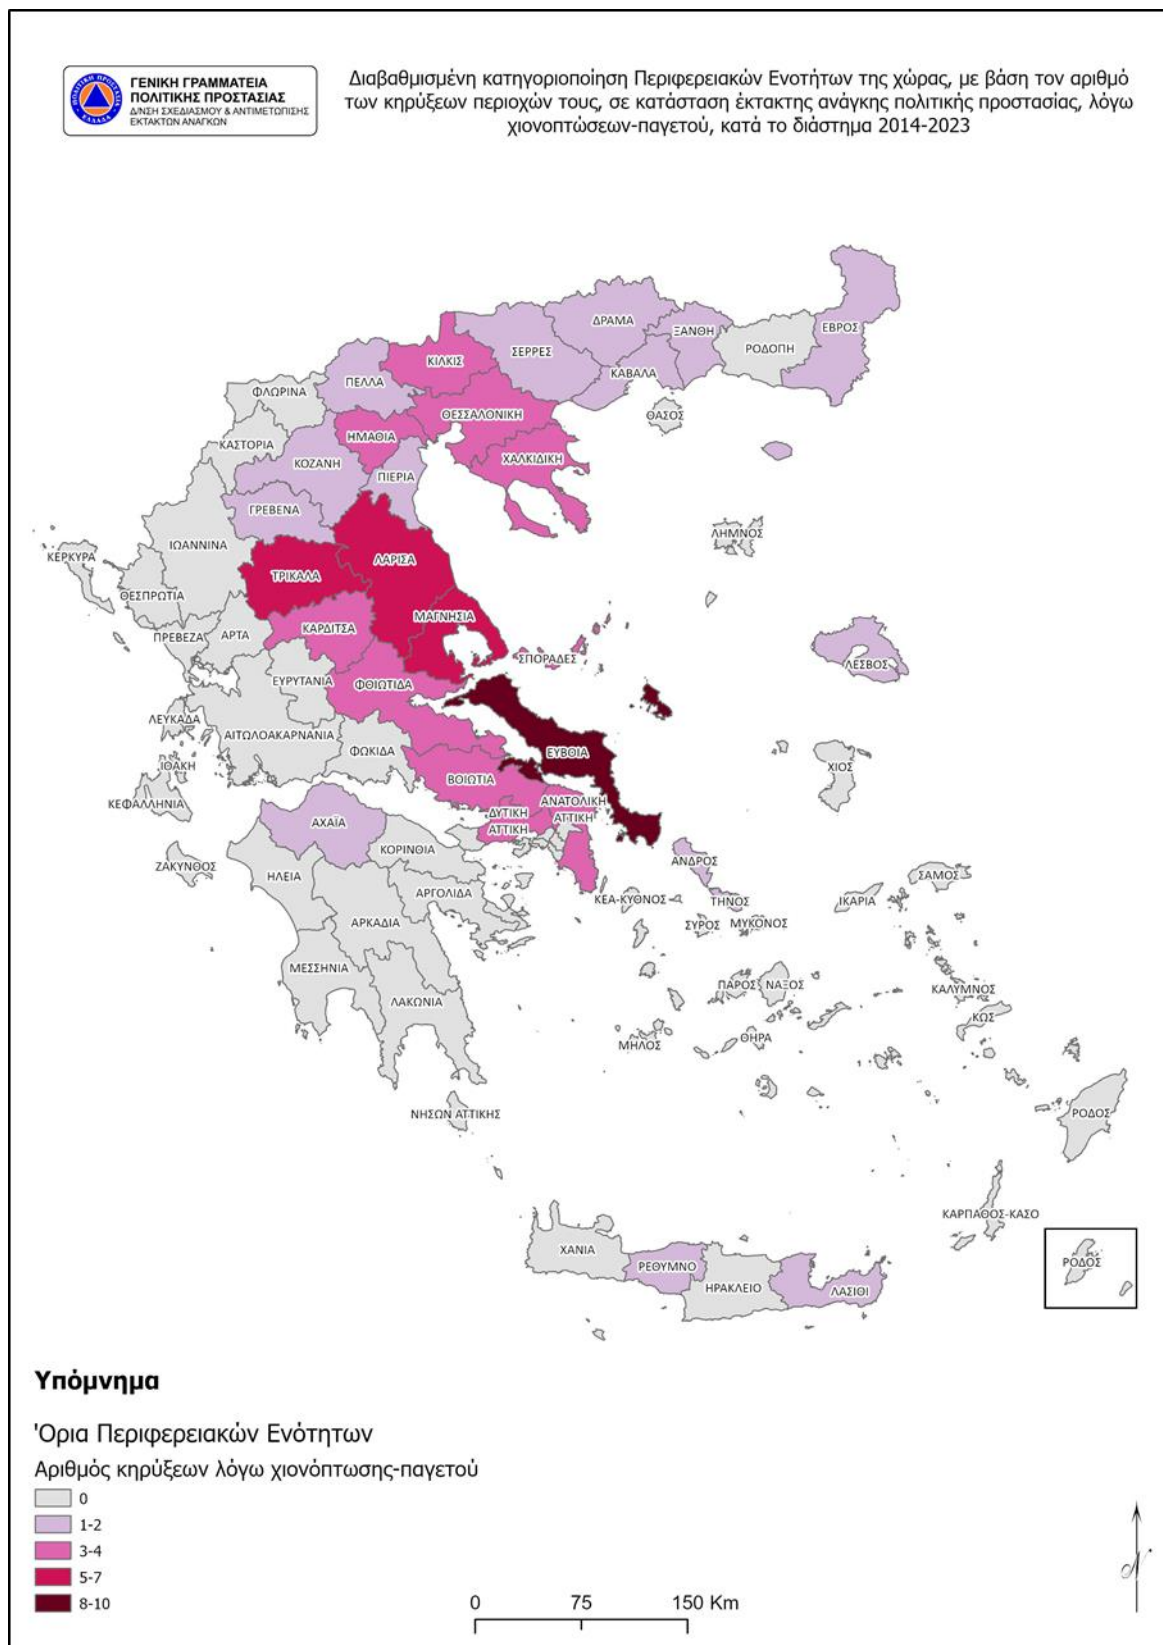 ΓΕΝΙΚΗ ΓΡΑΜΜΑΤΕΙΑ
ΠΟΛΙΤΙΚΗΣ ΠΡΟΣΤΑΣΙΑΣ
Δ/ΝΣΗ ΣΧΕΔΙΑΣΜΟΥ & ΑΝΤΙΜΕΤΩΠΙΣΗΣ
ΕΚΤΑΚΤΩΝ ΑΝΑΓΚΩΝ
ΠΟΛΙΤΙΚΗ ΠΡΟΣΤΑΣΙΑ
ΕΛΛΑΔΑ
Διαβαθμισμένη κατηγοριοποίηση Περιφερειακών Ενοτήτων της χώρας, με βάση τον αριθμό
των κηρύξεων περιοχών τους, σε κατάσταση έκτακτης ανάγκης πολιτικής προστασίας, λόγω
χιονοπτώσεων-παγετού, κατά το διάστημα 2014-2023
ΔΡΑΜΑ
ΞΑΝΘΗ
ΕΒΡΟΣ
ΡΟΔΟΠΗ
ΣΕΡΡΕΣ
ΚΙΛΚΙΣ
ΚΑΒΑΛΑ
ΠΕΛΛΑ
ΦΛΩΡΙΝΑ
ΘΕΣΣΑΛΟΝΙΚΗ
ΘΑΣΟΣ
ΗΜΑΘΙΑ
ΚΑΣΤΟΡΙΑ
ΧΑΛΚΙΔΙΚΗ
ΚΟΖΑΝΗ
ΠΙΕΡΙΑ
ΓΡΕΒΕΝΑ
ΛΗΜΝΟΣ
ΙΩΑΝΝΙΝΑ
ΚΕΡΚΥΡΑ
ΛΑΡΙΣΑ
ΤΡΙΚΑΛΑ
ΘΕΣΠΡΩΤΙΑ
ΜΑΓΝΗΣΙΑ
ΚΑΡΔΙΤΣΑ
ΠΡΕΒΕΖΑ
ΑΡΤΑ
ΣΠΟΡΑΔΕΣ
ΛΕΣΒΟΣ
ΕΥΡΥΤΑΝΙΑ
ΦΘΙΩΤΙΔΑ
ΛΕΥΚΑΔΑ
ΑΙΤΩΛΟΑΚΑΡΝΑΝΙΑ
ΦΩΚΙΔΑ
ΕΥΒΟΙΑ
ΙΘΑΚΗ
ΧΙΟΣ
ΒΟΙΩΤΙΑ
ΚΕΦΑΛΛΗΝΙΑ
ΑΝΑΤΟΛΙΚΗ
ΑΤΤΙΚΗ
ΔΥΤΙΚΗ
ΑΤΤΙΚΗ
ΑΧΑΪΑ
ΚΟΡΙΝΘΙΑ
ΖΑΚΥΝΘΟΣ
ΗΛΕΙΑ
ΑΝΔΡΟΣ
ΣΑΜΟΣ
ΑΡΓΟΛΙΔΑ
ΚΕΑ-ΚΥΘΝΟΣ
ΤΗΝΟΣ
ΙΚΑΡΙΑ
ΑΡΚΑΔΙΑ
ΣΥΡΟΣ
ΜΥΚΟΝΟΣ
ΜΕΣΣΗΝΙΑ
ΛΑΚΩΝΙΑ
ΠΑΡΟΣ
ΝΑΞΟΣ
ΚΑΛΥΜΝΟΣ
ΚΩΣ
ΜΗΛΟΣ
ΘΗΡΑ
ΝΗΣΩΝ ΑΤΤΙΚΗΣ
ΡΟΔΟΣ
ΚΑΡΠΑΘΟΣ-ΚΑΣΟ
ΧΑΝΙΑ
ΡΕΘΥΜΝΟ
ΗΡΑΚΛΕΙΟ
ΛΑΣΙΘΙ
ΡΟΔΟΣ
Υπόμνημα
'Ορια Περιφερειακών Ενότητων
Αριθμός κηρύξεων λόγω χιονόπτωσης-παγετού
0
1-2
3-4
5-7
8-10
0 75 150 Km
N